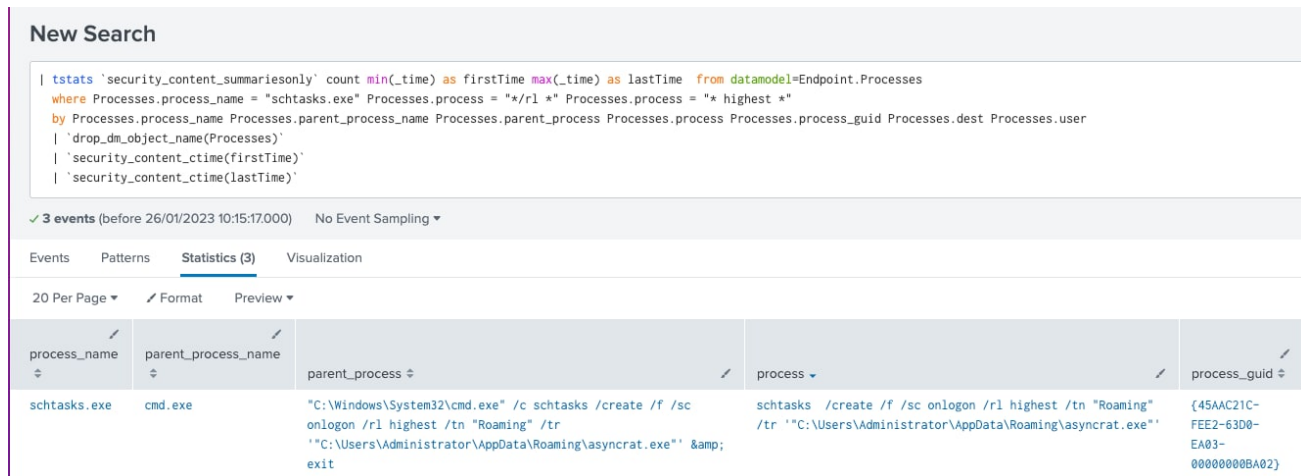 New Search
| tstats `security_content_summariesonly` count min(_time) as firstTime max(_time) as lastTime  from datamodel=Endpoint.Processes
where Processes.process_name = "schtasks.exe" Processes.process = "*/rl *" Processes.process = "* highest *"
by Processes.process_name Processes.parent_process_name Processes.parent_process Processes.process Processes.process_guid Processes.dest Processes.user
| `drop_dm_object_name(Processes)`
| `security_content_ctime(firstTime)`
| `security_content_ctime(lastTime)`
✓ 3 events (before 26/01/2023 10:15:17.000) No Event Sampling ▾
Events Patterns Statistics (3) Visualization
20 Per Page ▾ Format Preview ▾
process_name parent_process_name parent_process process process_guid
schtasks.exe cmd.exe "C:\Windows\System32\cmd.exe" /c schtasks /create /f /sc schtasks  /create /f /sc onlogon /rl highest /tn "Roaming" {45AAC21C-
onlogon /rl highest /tn "Roaming" /tr /tr '"C:\Users\Administrator\AppData\Roaming\asyncrat.exe"' FEE2-63D0-
'"C:\Users\Administrator\AppData\Roaming\asyncrat.exe"' &amp; EA03-
exit 00000000BA02}